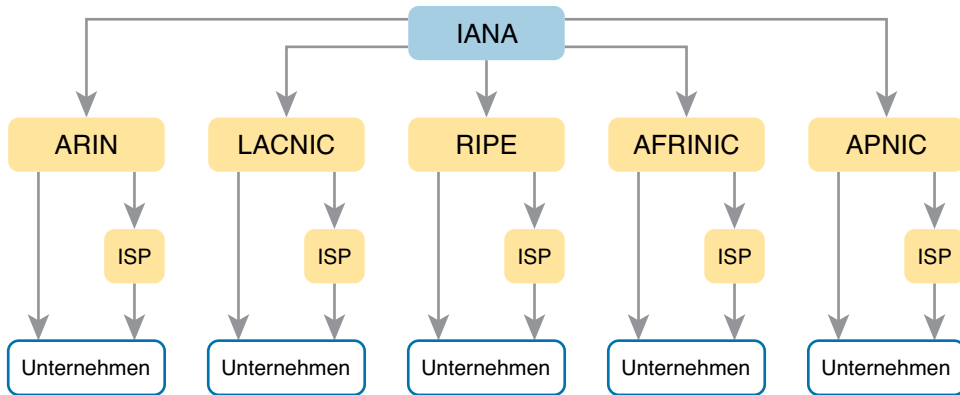 IANA
ARIN
LACNIC
RIPE
AFRINIC
APNIC
ISP
ISP
ISP
ISP
ISP
Unternehmen
Unternehmen
Unternehmen
Unternehmen
Unternehmen